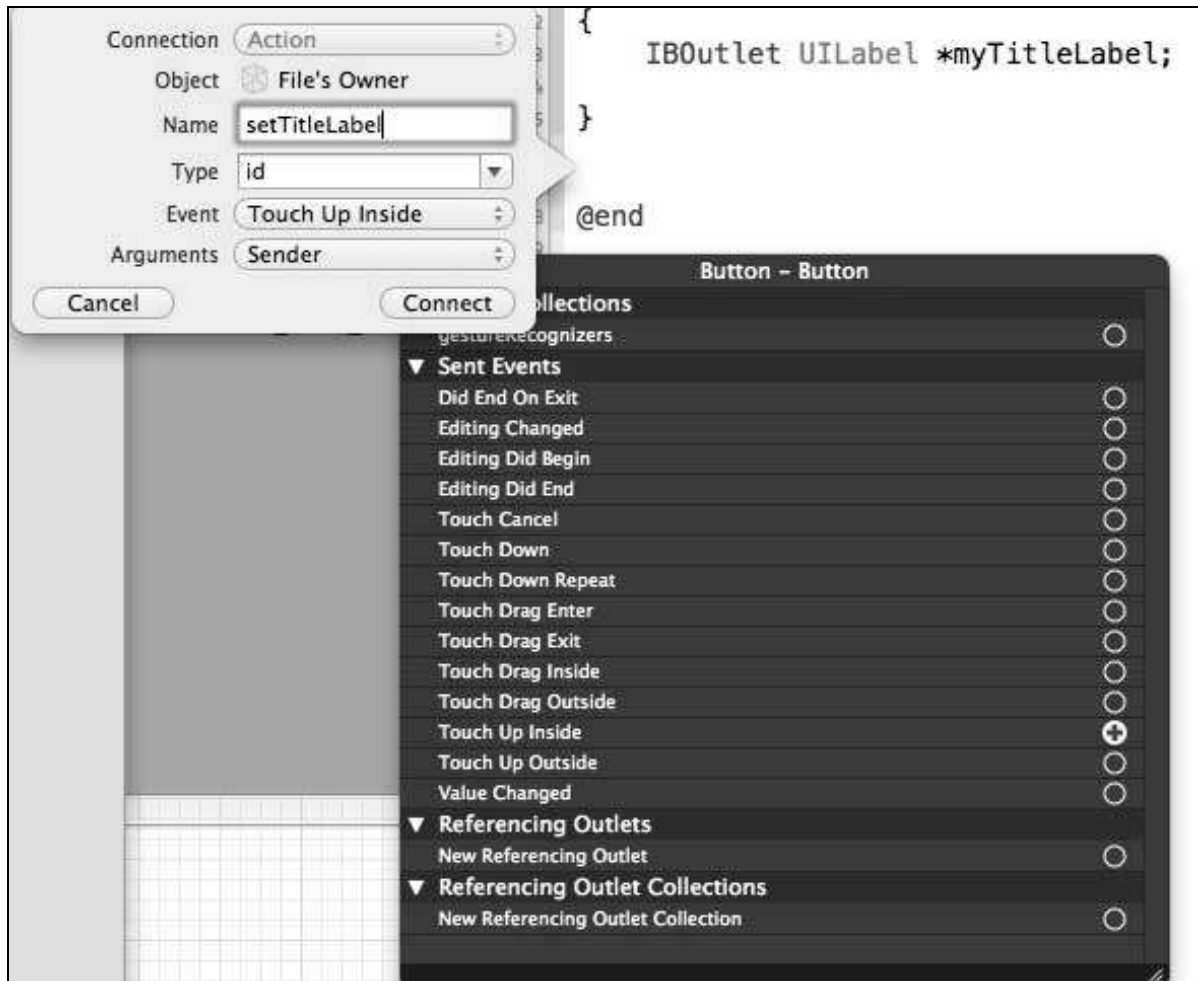 Connection Action
Object File's Owner
Name setTitleLabel
Type id
Event Touch Up Inside
Arguments Sender
Cancel Connect
{
IBOutlet UILabel *myTitleLabel;
}
@end
Button – Button
gestureRecognizers
▼ Sent Events
Did End On Exit
Editing Changed
Editing Did Begin
Editing Did End
Touch Cancel
Touch Down
Touch Down Repeat
Touch Drag Enter
Touch Drag Exit
Touch Drag Inside
Touch Drag Outside
Touch Up Inside
Touch Up Outside
Value Changed
▼ Referencing Outlets
New Referencing Outlet
▼ Referencing Outlet Collections
New Referencing Outlet Collection